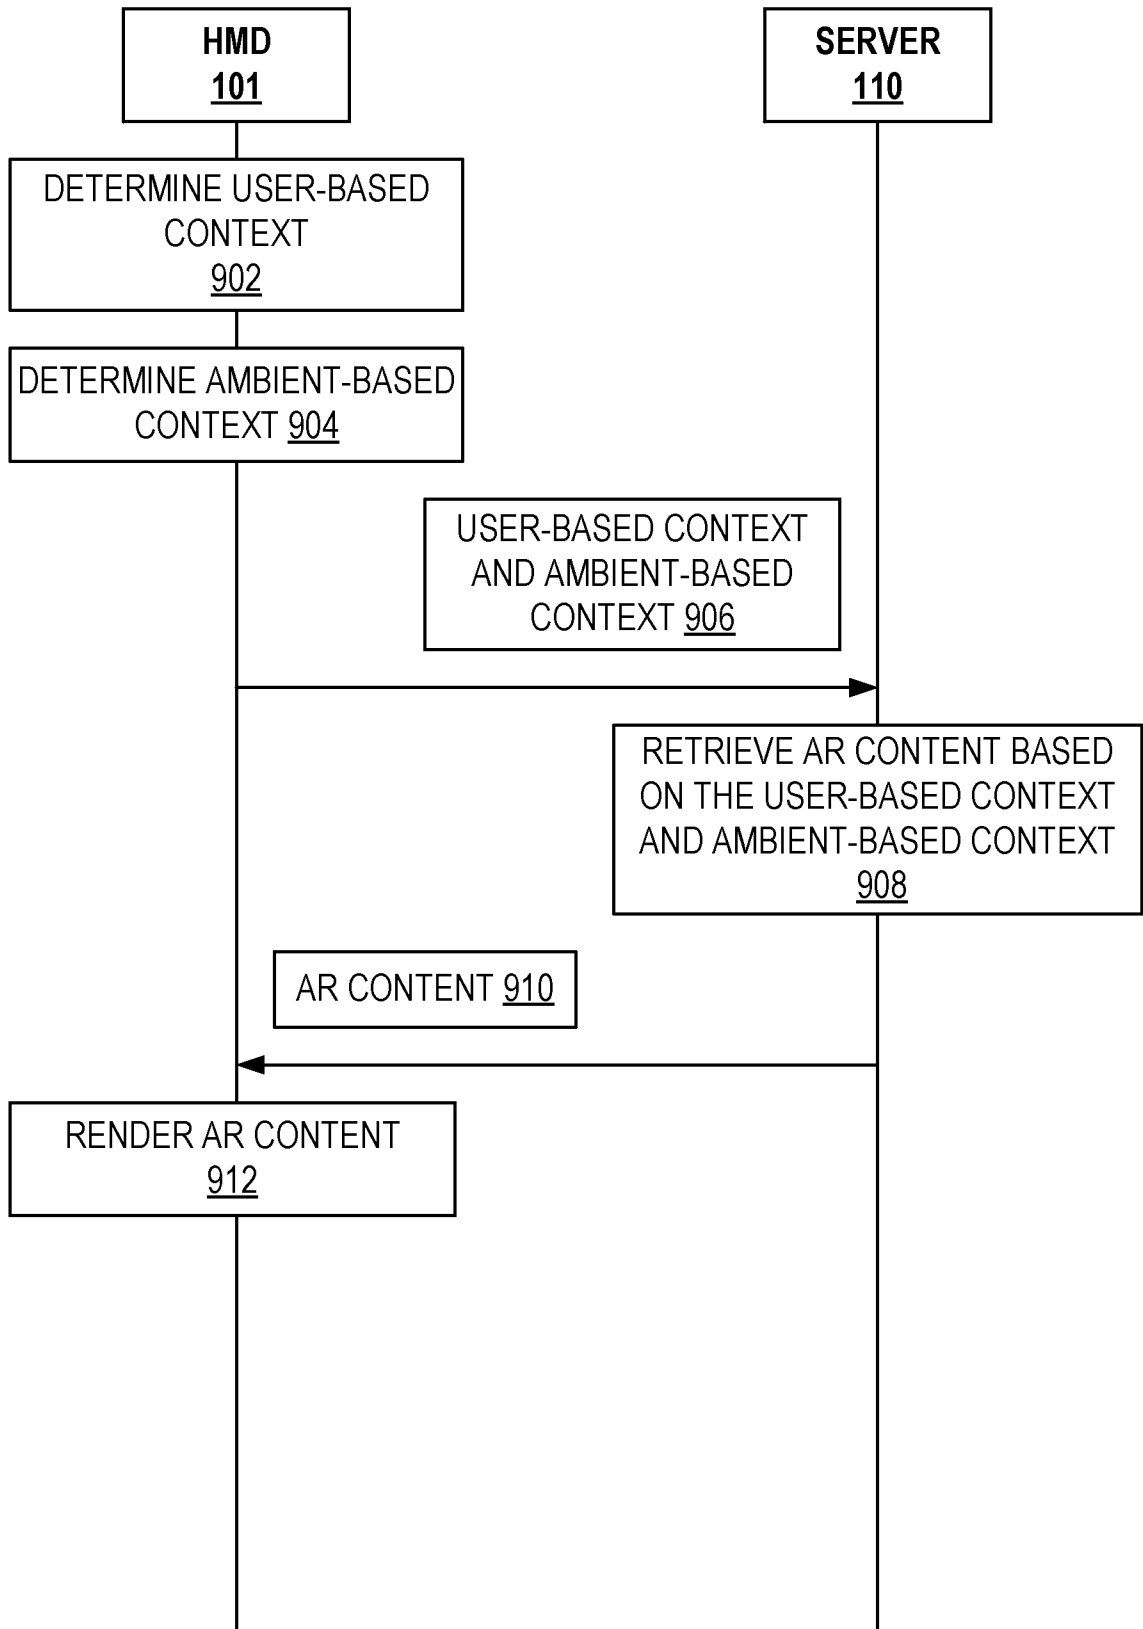 HMD
101
SERVER
110
DETERMINE USER-BASED
CONTEXT
902
DETERMINE AMBIENT-BASED
CONTEXT 904
USER-BASED CONTEXT
AND AMBIENT-BASED
CONTEXT 906
RETRIEVE AR CONTENT BASED
ON THE USER-BASED CONTEXT
AND AMBIENT-BASED CONTEXT
908
AR CONTENT 910
RENDER AR CONTENT
912